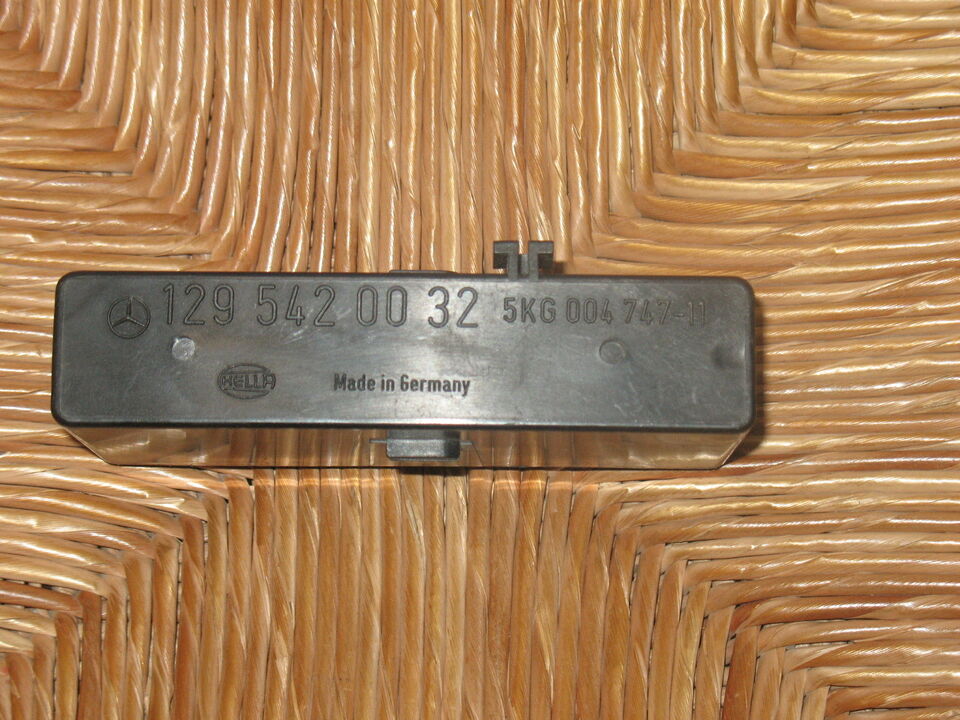 129 542 00 32 5KG 004 747-11
HELLA Made in Germany